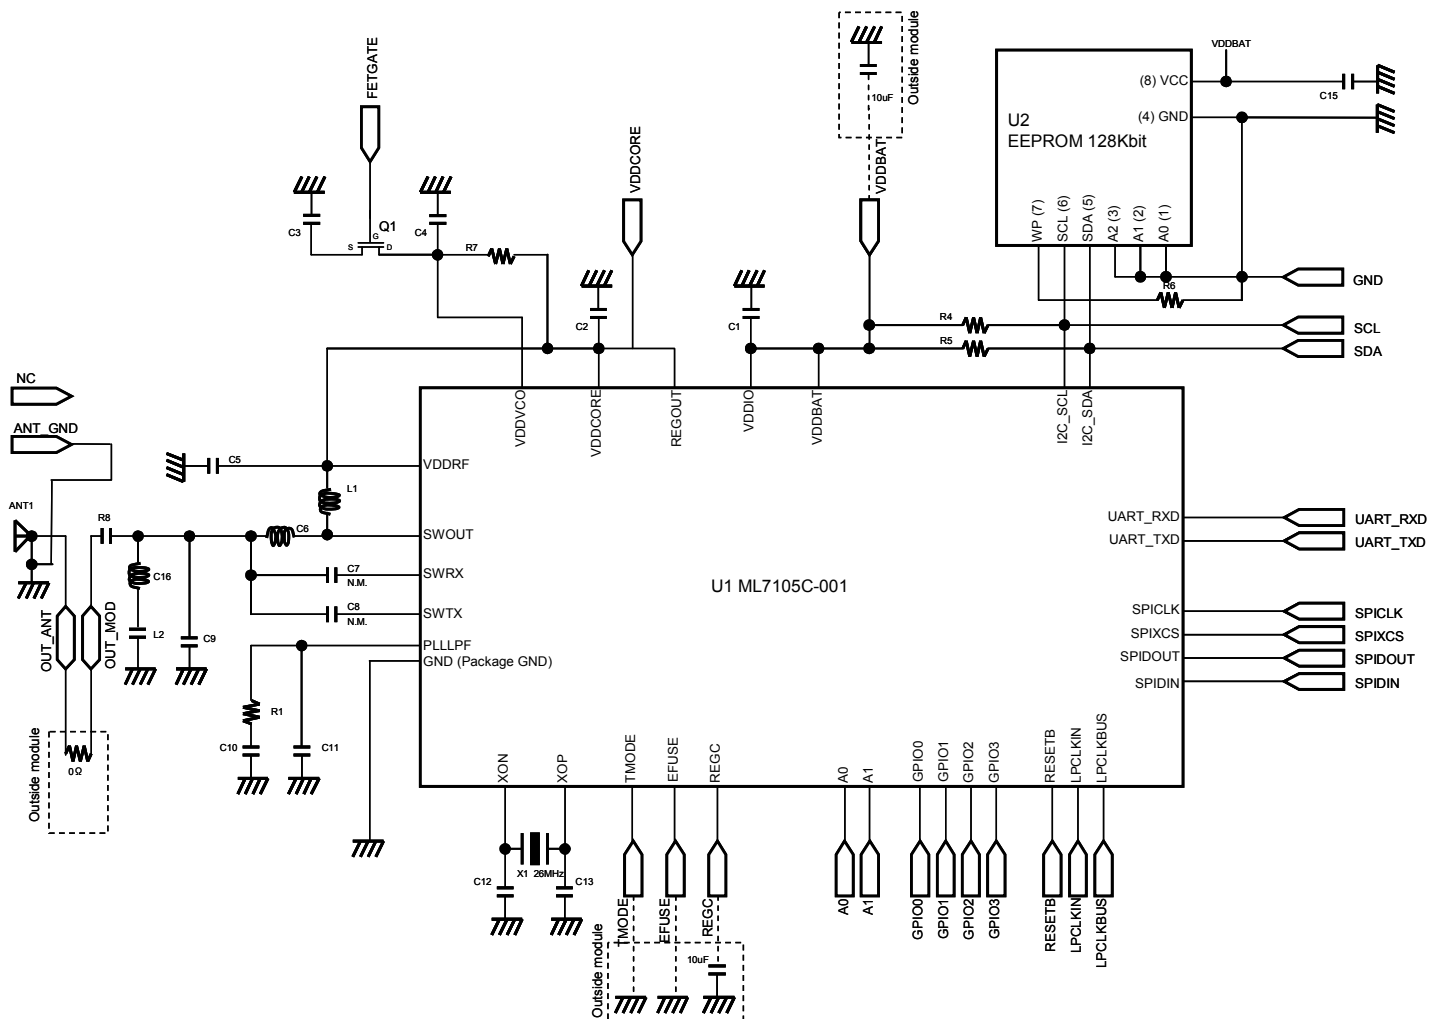 Outside module
10uF
VDDBAT
FETGATE
VDDCORE
VDDBAT
(8) VCC
C15
(4) GND
U2
EEPROM 128Kbit
WP (7)
SCL (6)
SDA (5)
A2 (3)
A1 (2)
A0 (1)
C3
Q1
G
S
D
C4
R7
C2
C1
R4
R5
R6
GND
SCL
SDA
NC
ANT_GND
VDDVCO
VDDCORE
REGOUT
VDDIO
VDDBAT
I2C_SCL
I2C_SDA
C5
VDDRF
L1
ANT1
R8
C6
SWOUT
C16
C7
N.M.
SWRX
C8
N.M.
SWTX
L2
C9
PLLLPF
GND (Package GND)
OUT_ANT
OUT_MOD
U1 ML7105C-001
UART_RXD
UART_RXD
UART_TXD
UART_TXD
SPICLK
SPICLK
SPIXCS
SPIXCS
SPIDOUT
SPIDOUT
SPIDIN
SPIDIN
R1
C10
C11
Outside module
0Ω
XON
XOP
TMODE
EFUSE
REGC
A0
A1
GPIO0
GPIO1
GPIO2
GPIO3
RESETB
LPCLKIN
LPCLKBUS
X1 26MHz
C12
C13
TMODE
EFUSE
REGC
A0
A1
GPIO0
GPIO1
GPIO2
GPIO3
RESETB
LPCLKIN
LPCLKBUS
Outside module
10uF